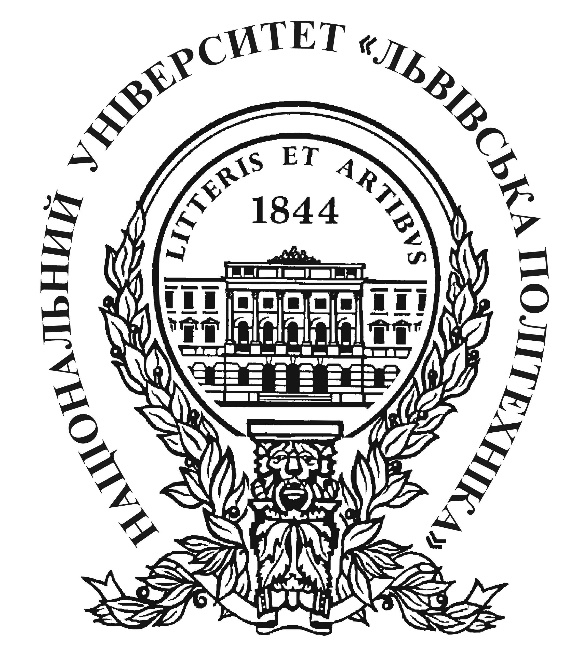 НАЦІОНАЛЬНИЙ УНІВЕРСИТЕТ «ЛЬВІВСЬКА ПОЛІТЕХНІКА«
LITTERIS ET ARTIBVS
1844